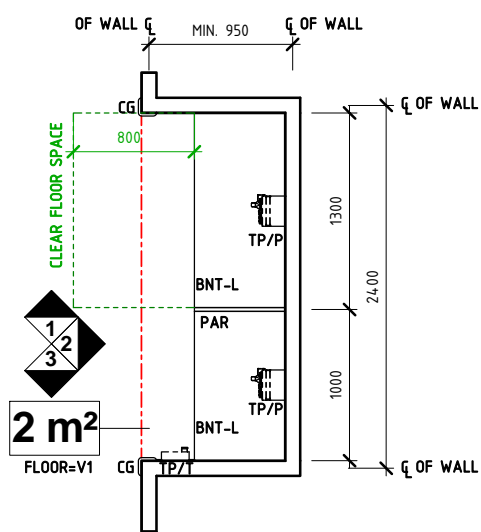 OF WALL ℄
℄ OF WALL
MIN. 950
CG
℄ OF WALL
800
CLEAR FLOOR SPACE
1300
TP/P
2400
BNT-L
PAR
1
2
3
1000
TP/P
2 m²
BNT-L
FLOOR=V1
CG
TP/T
℄ OF WALL